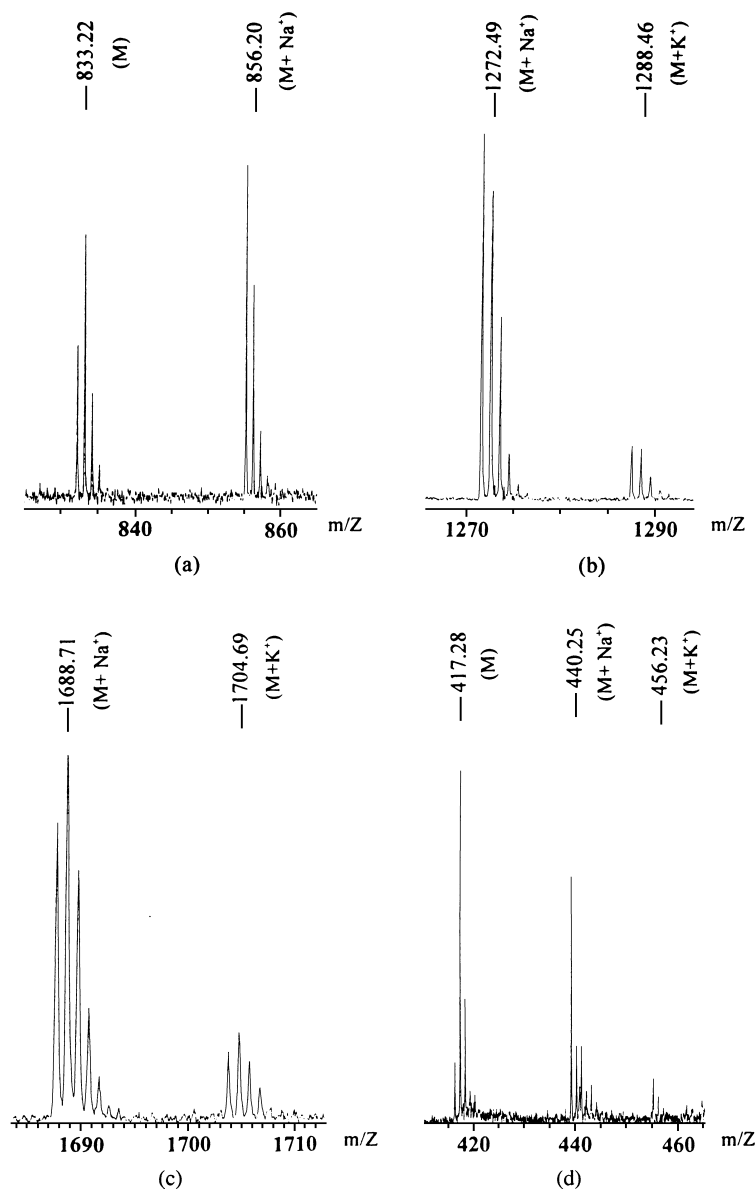 833.22
(M)
856.20
(M+ Na⁺)
840
860
m/Z
(a)
1272.49
(M+ Na⁺)
1288.46
(M+K⁺)
1270
1290
m/Z
(b)
1688.71
(M+ Na⁺)
1704.69
(M+K⁺)
1690
1700
1710
m/Z
(c)
417.28
(M)
440.25
(M+ Na⁺)
456.23
(M+K⁺)
420
440
460
m/Z
(d)